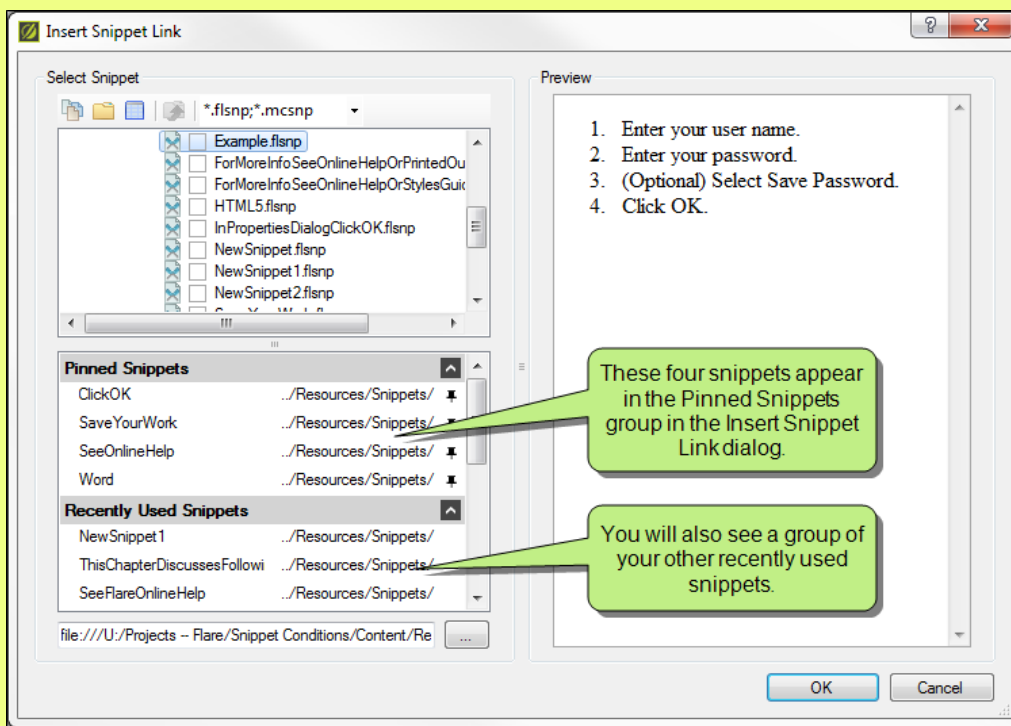 Insert Snippet Link
Select Snippet
*.flsnp;*.mcsnp
Example.flsnp
ForMoreInfoSeeOnlineHelpOrPrintedOu
ForMoreInfoSeeOnlineHelpOrStylesGuid
HTML5.flsnp
InPropertiesDialogClickOK.flsnp
NewSnippet.flsnp
NewSnippet1.flsnp
NewSnippet2.flsnp
Pinned Snippets
ClickOK ../Resources/Snippets/
SaveYourWork ../Resources/Snippets/
SeeOnlineHelp ../Resources/Snippets/
Word ../Resources/Snippets/
Recently Used Snippets
NewSnippet1 ../Resources/Snippets/
ThisChapterDiscussesFollowi ../Resources/Snippets/
SeeFlareOnlineHelp ../Resources/Snippets/
file:///U:/Projects -- Flare/Snippet Conditions/Content/Re
...
Preview
1. Enter your user name.
2. Enter your password.
3. (Optional) Select Save Password.
4. Click OK.
These four snippets appear
in the Pinned Snippets
group in the Insert Snippet
Link dialog.
You will also see a group of
your other recently used
snippets.
OK
Cancel